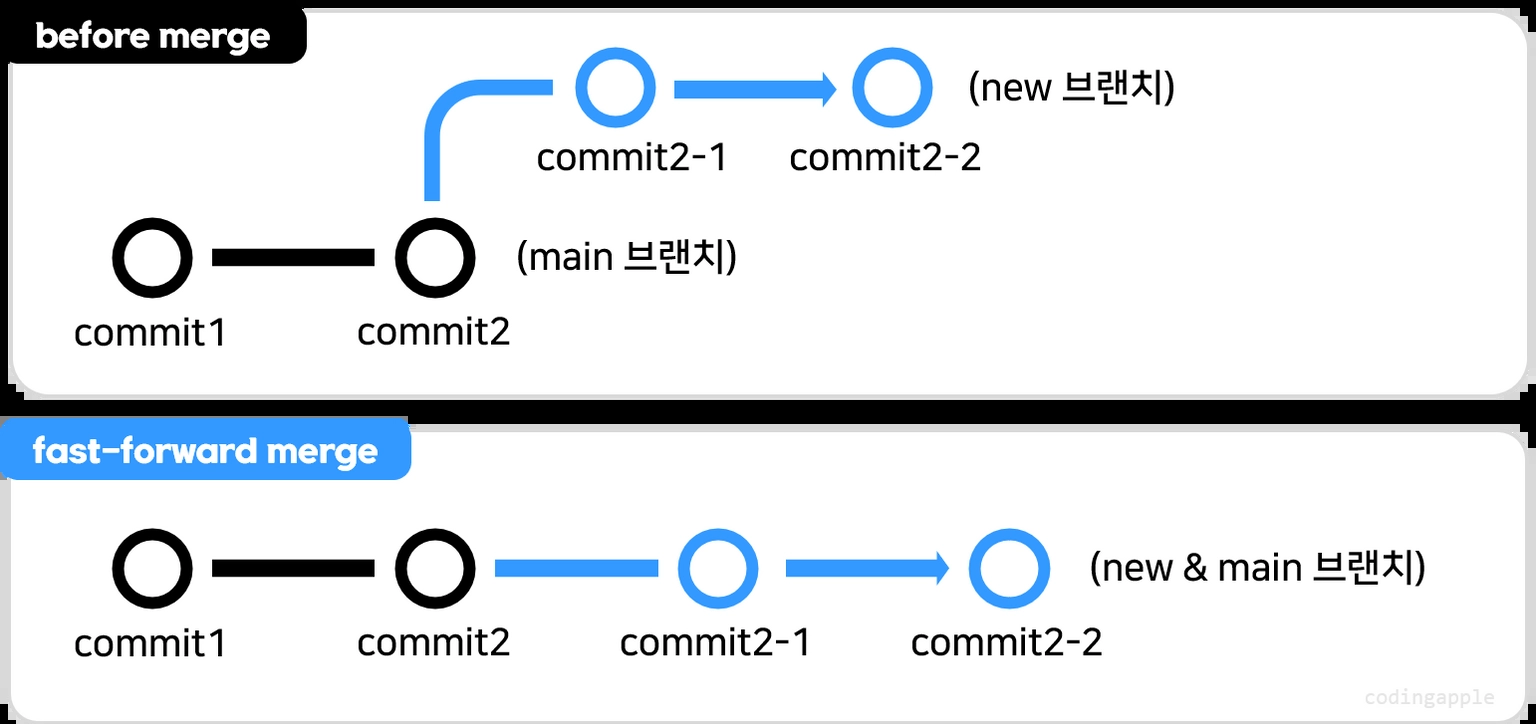 before merge
(new 브랜치)
commit2-1
commit2-2
(main 브랜치)
commit1
commit2
fast-forward merge
(new & main 브랜치)
commit1
commit2
commit2-1
commit2-2
codingapple